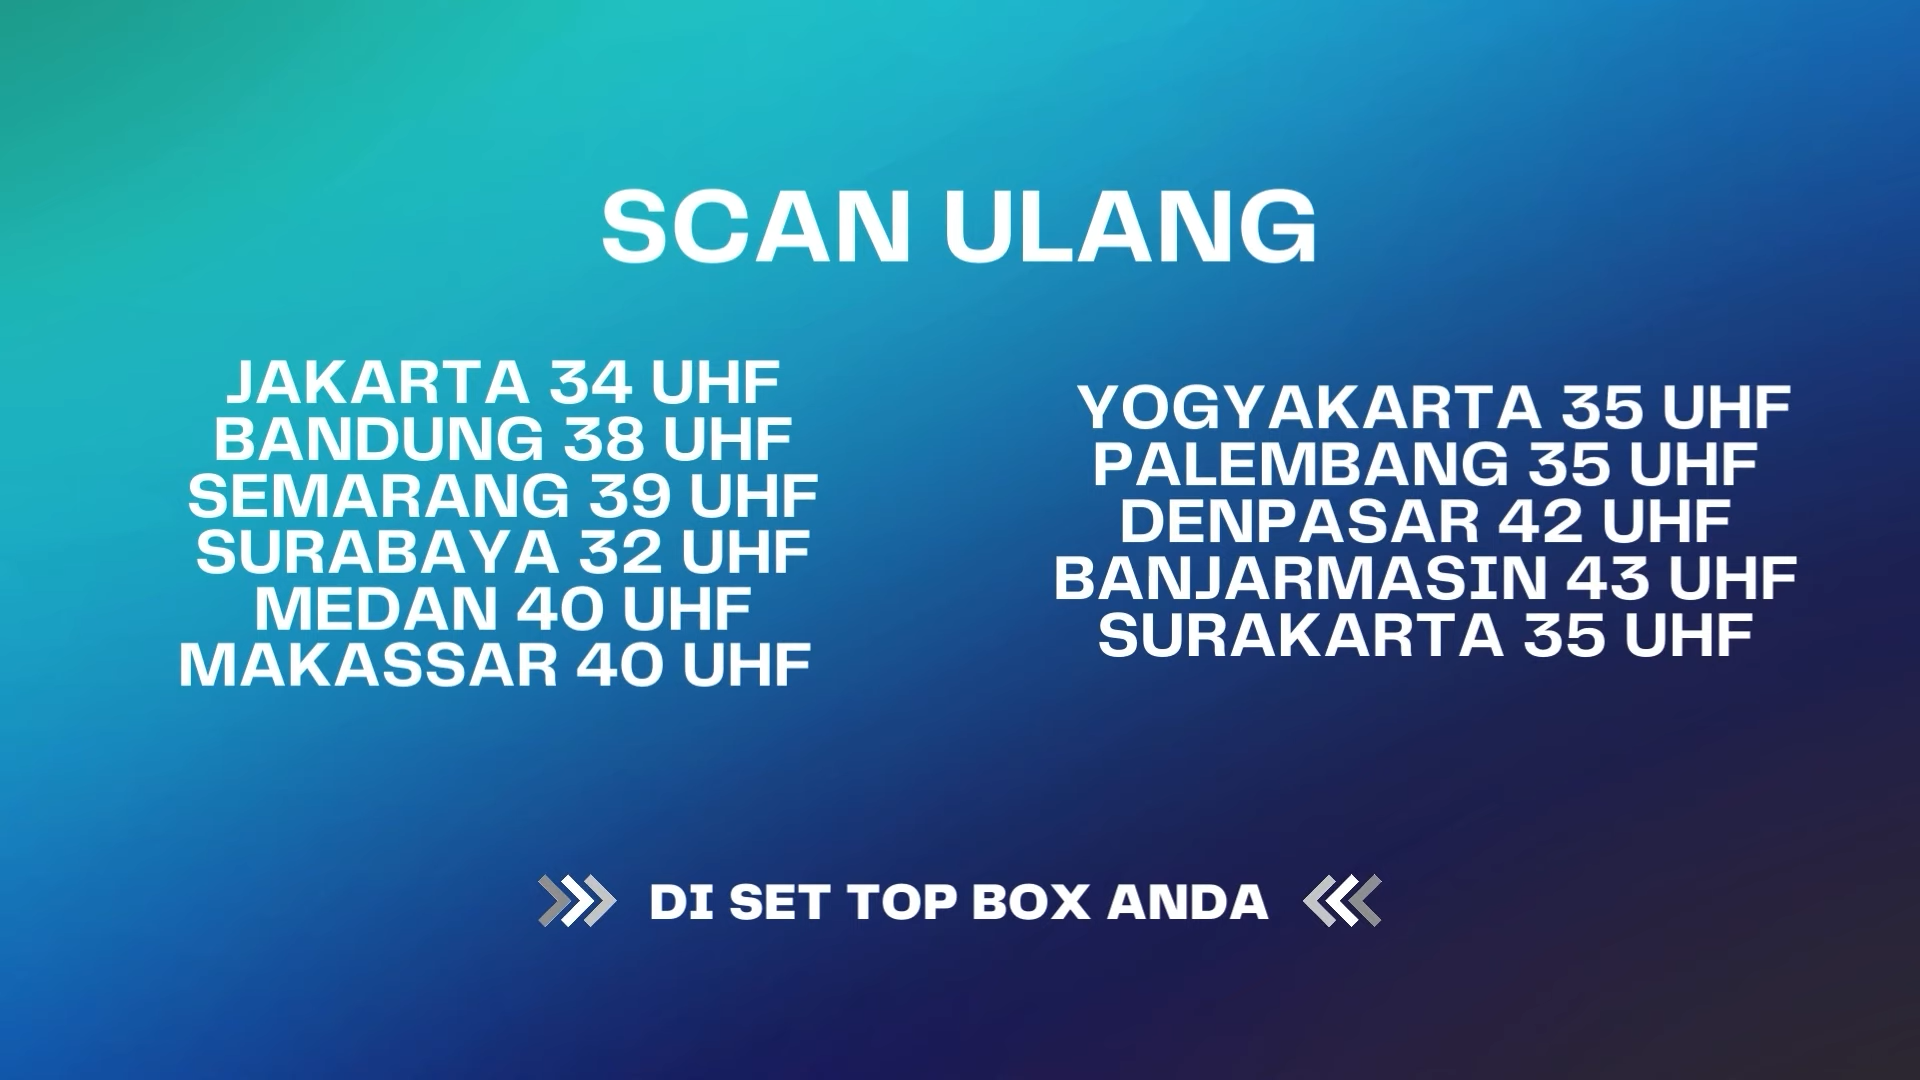 SCAN ULANG
JAKARTA 34 UHF
BANDUNG 38 UHF
SEMARANG 39 UHF
SURABAYA 32 UHF
MEDAN 40 UHF
MAKASSAR 40 UHF
YOGYAKARTA 35 UHF
PALEMBANG 35 UHF
DENPASAR 42 UHF
BANJARMASIN 43 UHF
SURAKARTA 35 UHF
DI SET TOP BOX ANDA